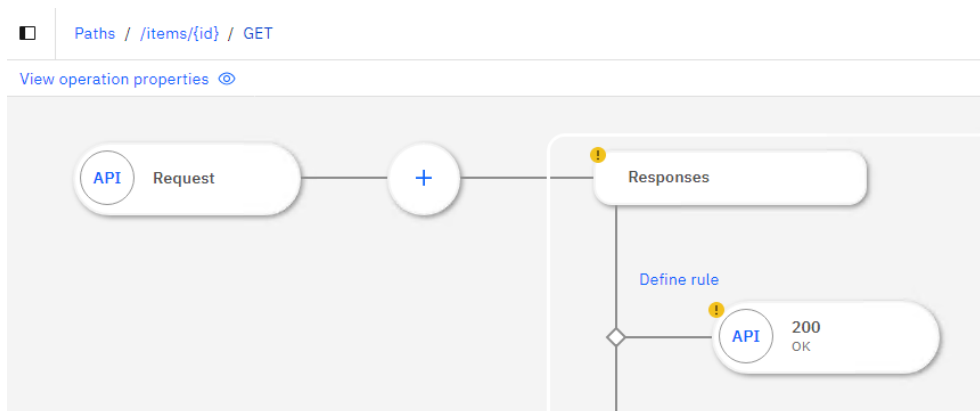 Paths / /items/{id} / GET
View operation properties
API Request
+
! Responses
Define rule
! API 200
OK